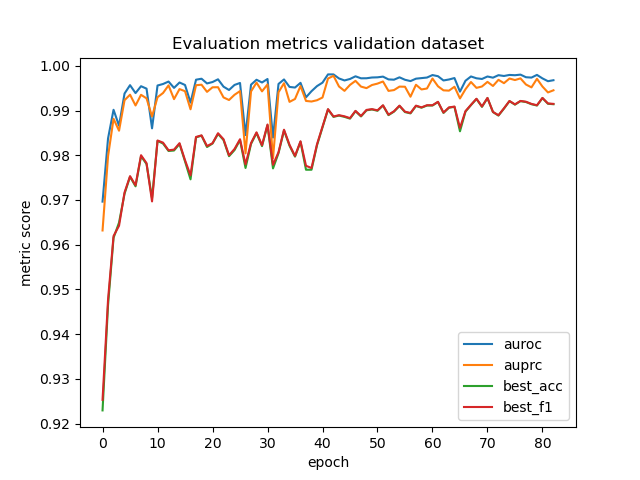 Evaluation metrics validation dataset
1.00
0.99
0.98
0.97
0.96
0.95
0.94
0.93
0.92
metric score
0 10 20 30 40 50 60 70 80
epoch
auroc
auprc
best_acc
best_f1